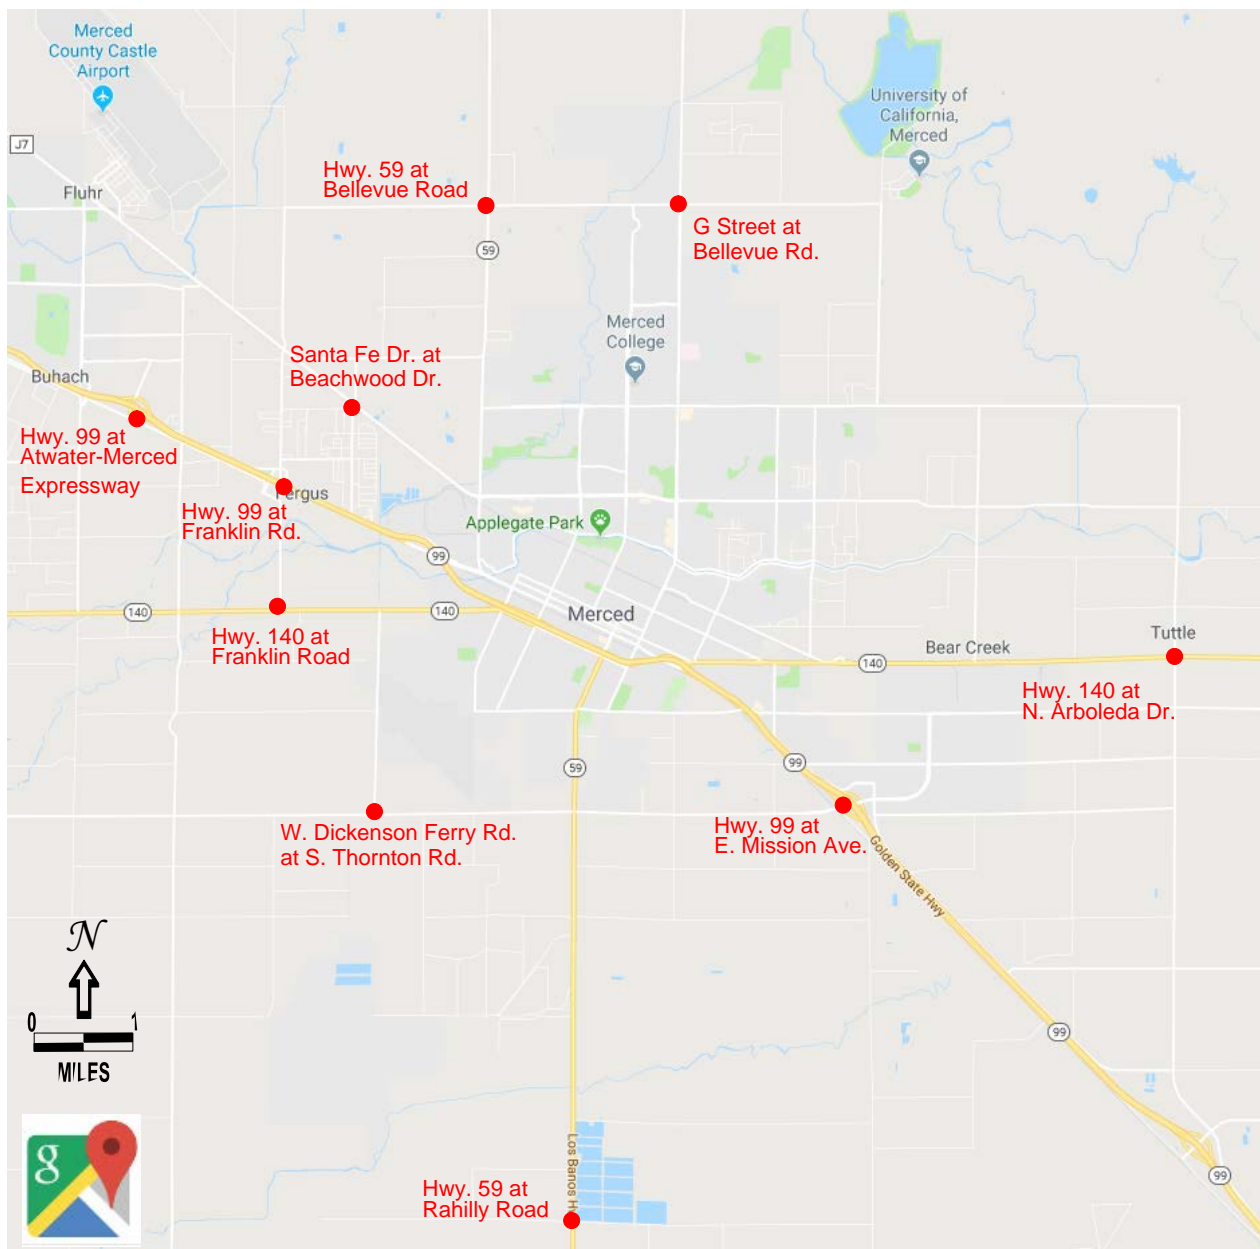 Merced
County Castle
Airport
University of
California,
Merced
J7
Hwy. 59 at
Bellevue Road
Fluhr
G Street at
Bellevue Rd.
59
Merced
College
Santa Fe Dr. at
Beachwood Dr.
Buhach
Hwy. 99 at
Atwater-Merced
Expressway
Fergus
Hwy. 99 at
Franklin Rd.
Applegate Park
99
140
140
Merced
Hwy. 140 at
Franklin Road
Tuttle
Bear Creek
140
Hwy. 140 at
N. Arboleda Dr.
59
99
W. Dickenson Ferry Rd.
at S. Thornton Rd.
Hwy. 99 at
E. Mission Ave.
Golden State Hwy
N
0 1
MILES
99
g
Los Banos H
99
Hwy. 59 at
Rahilly Road